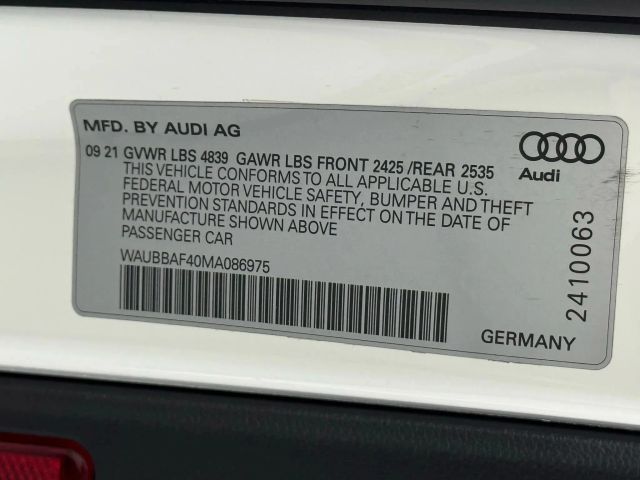 MFD. BY AUDI AG
09 21 GVWR LBS 4839 GAWR LBS FRONT 2425 /REAR 2535
THIS VEHICLE CONFORMS TO ALL APPLICABLE U.S.
FEDERAL MOTOR VEHICLE SAFETY, BUMPER AND THEFT
PREVENTION STANDARDS IN EFFECT ON THE DATE OF
MANUFACTURE SHOWN ABOVE
PASSENGER CAR
WAUBBAF40MA086975
Audi
2410063
GERMANY